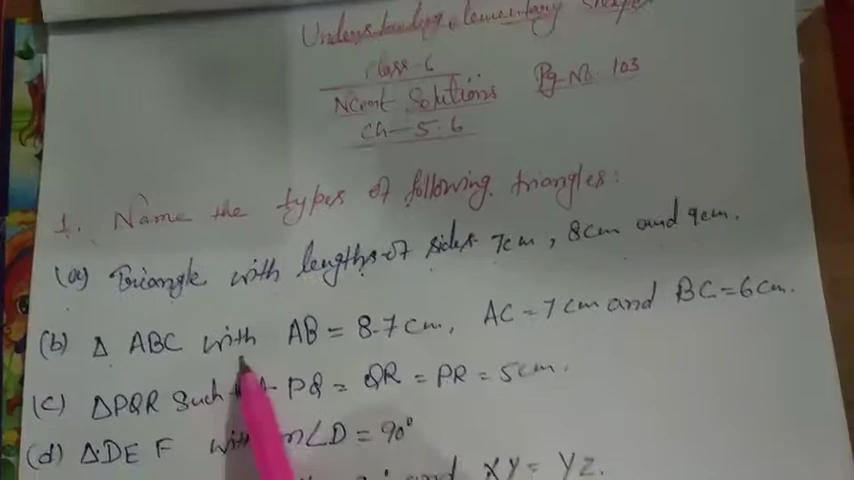 Understanding elementary shape
Class-6
Ncert Solutions Pg No. 103
Ch-5.6
1. Name the types of following triangles:
(a) Triangle with lengths of sides 7cm, 8cm and 9cm.
(b) Δ ABC with AB = 8.7cm, AC = 7cm and BC = 6cm.
(c) ΔPQR Such PQ = QR = PR = 5cm.
(d) ΔDEF with m∠D = 90°
and XY = YZ.